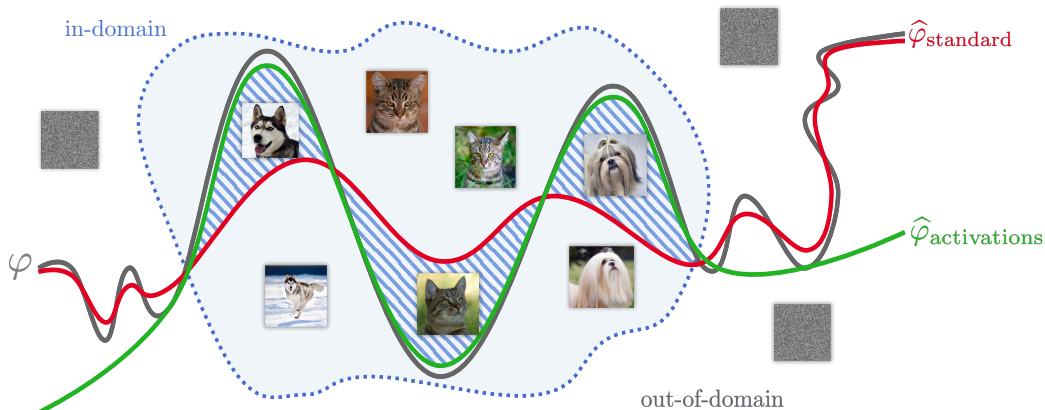 in-domain
φ̂standard
φ̂activations
φ
out-of-domain